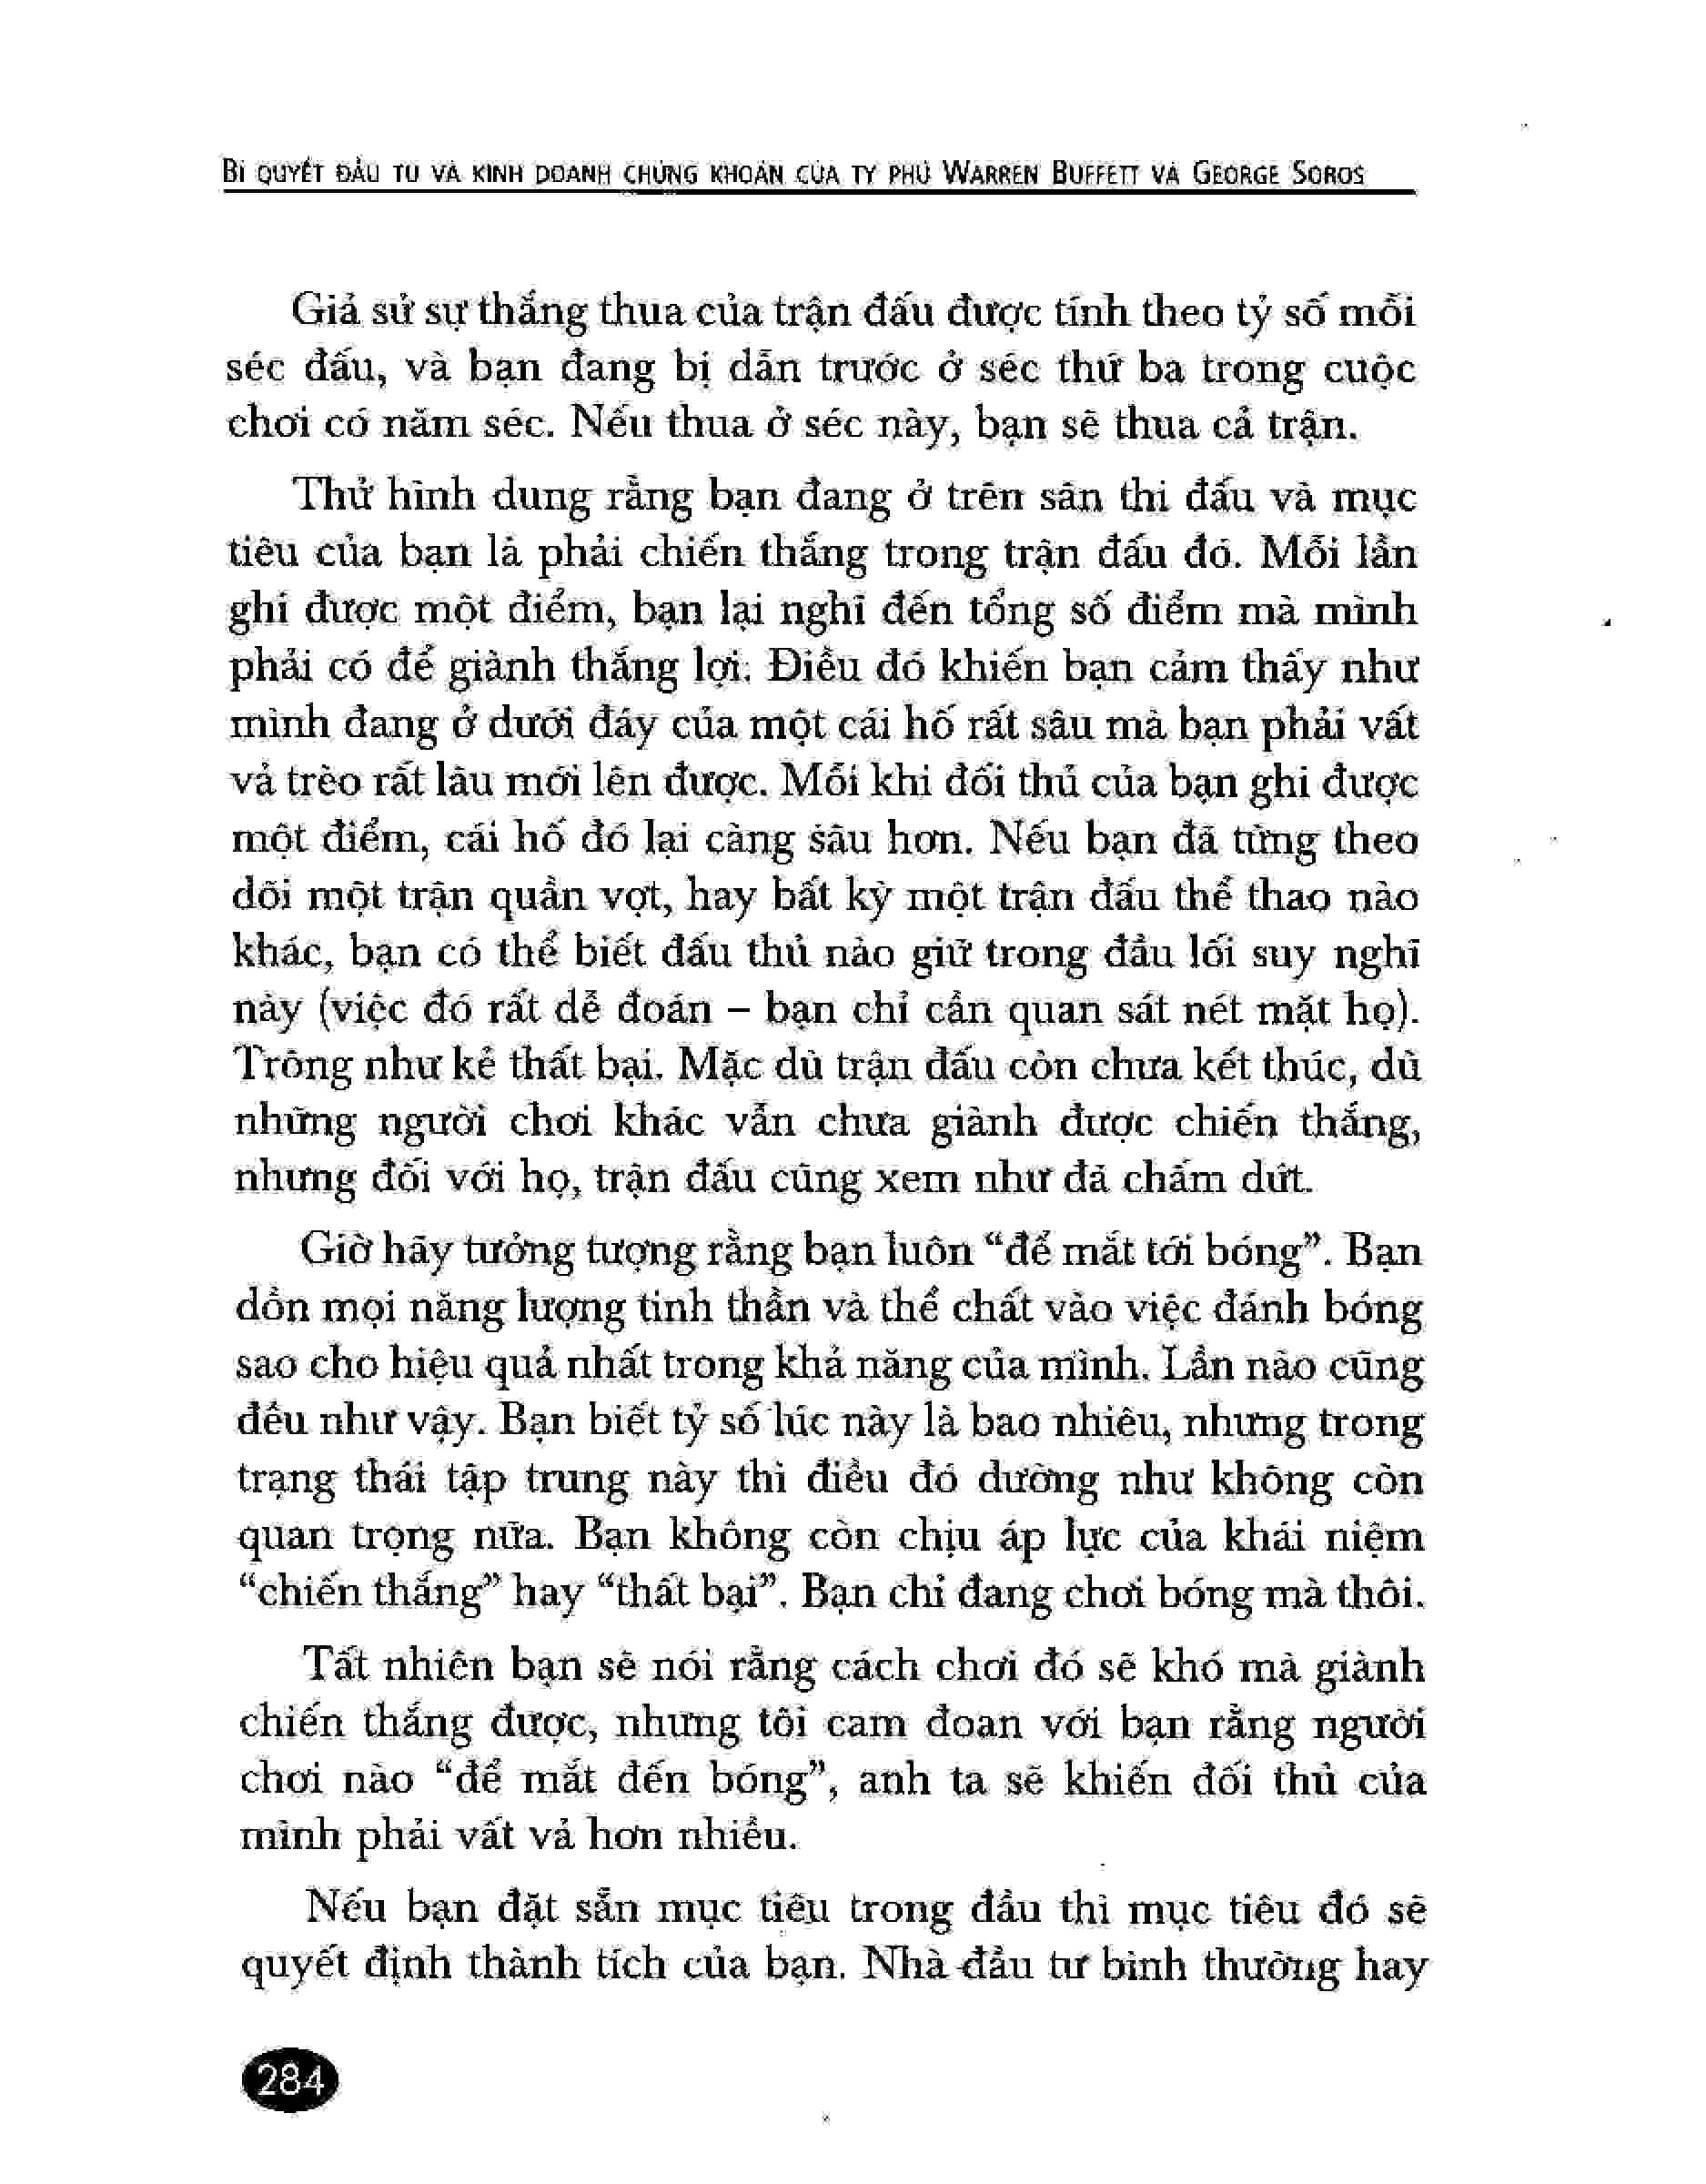 BÍ QUYẾT ĐẦU TƯ VÀ KINH DOANH CHỨNG KHOÁN CỦA TỶ PHÚ WARREN BUFFETT VÀ GEORGE SOROS
Giả sử sự thắng thua của trận đấu được tính theo tỷ số mỗi
séc đấu, và bạn đang bị dẫn trước ở séc thứ ba trong cuộc
chơi có năm séc. Nếu thua ở séc này, bạn sẽ thua cả trận.
Thử hình dung rằng bạn đang ở trên sân thi đấu và mục
tiêu của bạn là phải chiến thắng trong trận đấu đó. Mỗi lần
ghi được một điểm, bạn lại nghĩ đến tổng số điểm mà mình
phải có để giành thắng lợi. Điều đó khiến bạn cảm thấy như
mình đang ở dưới đáy của một cái hố rất sâu mà bạn phải vất
vả trèo rất lâu mới lên được. Mỗi khi đối thủ của bạn ghi được
một điểm, cái hố đó lại càng sâu hơn. Nếu bạn đã từng theo
dõi một trận quần vợt, hay bất kỳ một trận đấu thể thao nào
khác, bạn có thể biết đấu thủ nào giữ trong đầu lối suy nghĩ
này (việc đó rất dễ đoán – bạn chỉ cần quan sát nét mặt họ).
Trông như kẻ thất bại. Mặc dù trận đấu còn chưa kết thúc, dù
những người chơi khác vẫn chưa giành được chiến thắng,
nhưng đối với họ, trận đấu cũng xem như đã chấm dứt.
Giờ hãy tưởng tượng rằng bạn luôn “để mắt tới bóng”. Bạn
dồn mọi năng lượng tinh thần và thể chất vào việc đánh bóng
sao cho hiệu quả nhất trong khả năng của mình. Lần nào cũng
đều như vậy. Bạn biết tỷ số lúc này là bao nhiêu, nhưng trong
trạng thái tập trung này thì điều đó dường như không còn
quan trọng nữa. Bạn không còn chịu áp lực của khái niệm
“chiến thắng” hay “thất bại”. Bạn chỉ đang chơi bóng mà thôi.
Tất nhiên bạn sẽ nói rằng cách chơi đó sẽ khó mà giành
chiến thắng được, nhưng tôi cam đoan với bạn rằng người
chơi nào “để mắt đến bóng”, anh ta sẽ khiến đối thủ của
mình phải vất vả hơn nhiều.
Nếu bạn đặt sẵn mục tiêu trong đầu thì mục tiêu đó sẽ
quyết định thành tích của bạn. Nhà đầu tư bình thường hay
284